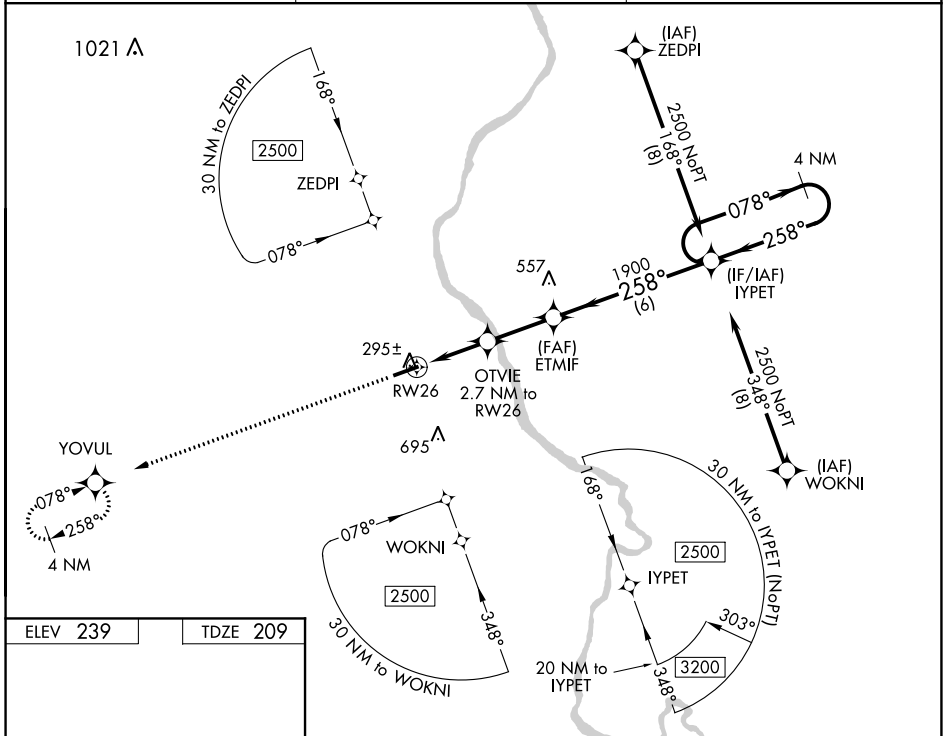 1021
30 NM to ZEDPI
168°
2500
ZEDPI
078°
(IAF)
ZEDPI
2500 NoPT
168°
(8)
4 NM
078°
258°
(IF/IAF)
IYPET
1900
258°
(6)
557
(FAF)
ETMIF
295±
RW26
OTVIE
2.7 NM to
RW26
695
2500 NoPT
348°
(8)
(IAF)
WOKNI
YOVUL
078°
258°
4 NM
078°
WOKNI
2500
348°
30 NM to WOKNI
168°
30 NM to IYPET (NoPT)
2500
IYPET
303°
20 NM to
IYPET
3200
348°
ELEV 239
TDZE 209